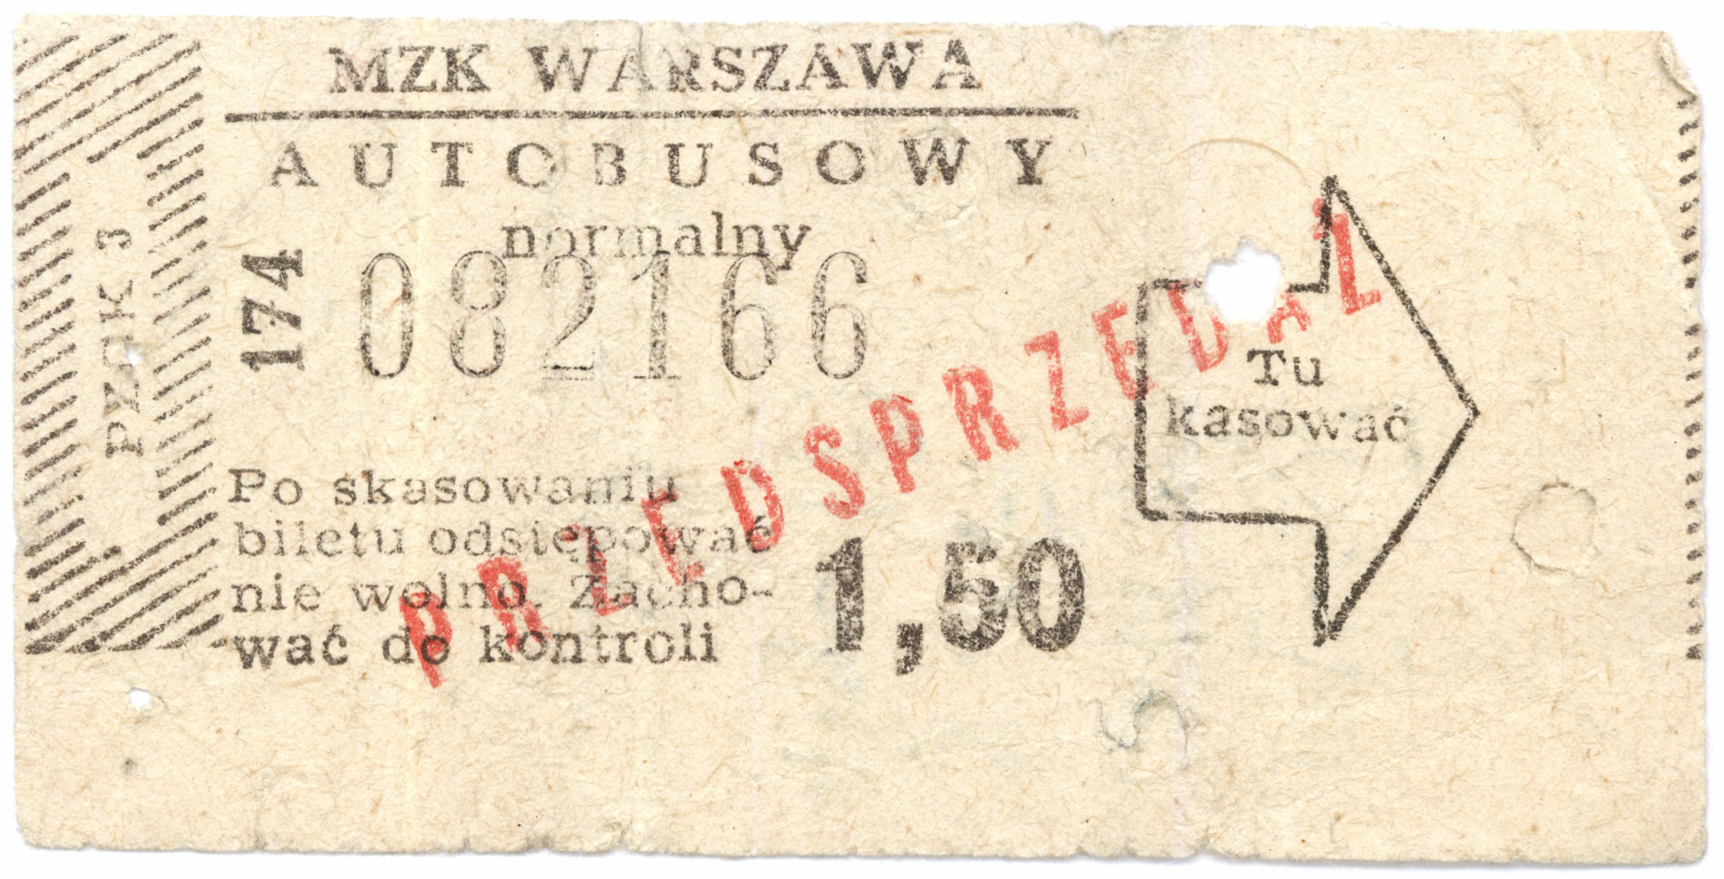 MZK WARSZAWA
AUTOBUSOWY
normalny
174
082166
PZGK 3
Po skasowaniu
biletu odstępować
nie wolno. Zacho-
wać do kontroli
1,50
PRZEDSPRZEDAŻ
Tu
kasować